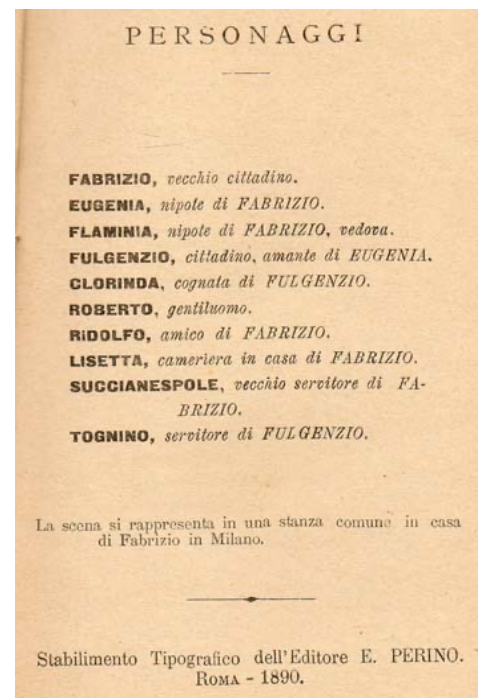 PERSONAGGI
FABRIZIO, vecchio cittadino.
EUGENIA, nipote di FABRIZIO.
FLAMINIA, nipote di FABRIZIO, vedova.
FULGENZIO, cittadino, amante di EUGENIA.
CLORINDA, cognata di FULGENZIO.
ROBERTO, gentiluomo.
RIDOLFO, amico di FABRIZIO.
LISETTA, cameriera in casa di FABRIZIO.
SUCCIANESPOLE, vecchio servitore di FA-
BRIZIO.
TOGNINO, servitore di FULGENZIO.
La scena si rappresenta in una stanza comune in casa
di Fabrizio in Milano.
Stabilimento Tipografico dell'Editore E. PERINO.
ROMA - 1890.